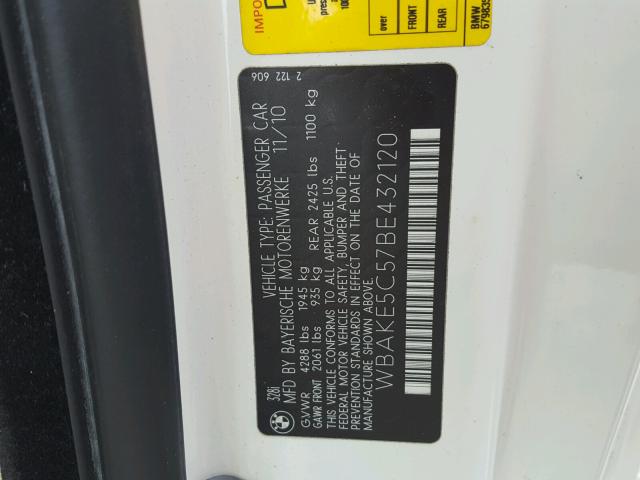 IMPO
over
FRONT
REAR
BMW
2 122 606
328i
VEHICLE TYPE: PASSENGER CAR
MFD BY BAYERISCHE MOTORENWERKE 11/10
GVWR 4288 lbs 1945 kg
GAWR FRONT 2061 lbs 935 kg REAR 2425 lbs 1100 kg
THIS VEHICLE CONFORMS TO ALL APPLICABLE U.S.
FEDERAL MOTOR VEHICLE SAFETY, BUMPER AND THEFT
PREVENTION STANDARDS IN EFFECT ON THE DATE OF
MANUFACTURE SHOWN ABOVE.
WBAKE5C57BE432120